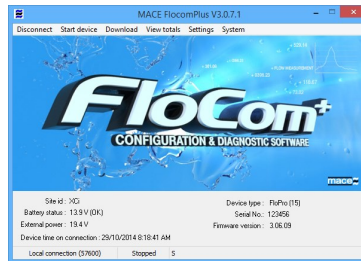 MACE FlocomPlus V3.0.7.1
Disconnect Start device Download View totals Settings System
FloCom+
CONFIGURATION & DIAGNOSTIC SOFTWARE
mace
Site id : XCi
Device type : FloPro (15)
Battery status : 13.9 V (OK)
Serial No.: 123456
External power : 19.4 V
Firmware version : 3.06.09
Device time on connection : 29/10/2014 8:18:41 AM
Local connection (57600) Stopped S